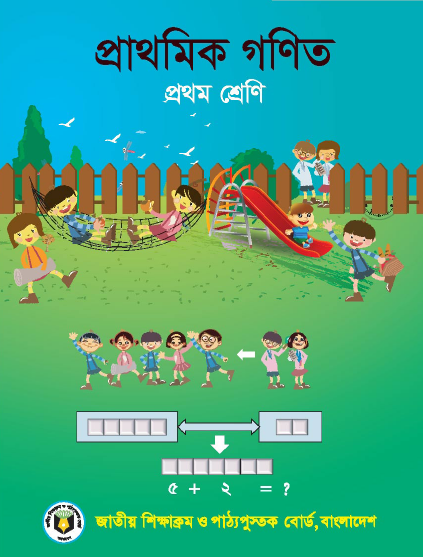 প্রাথমিক গণিত
প্রথম শ্রেণি
৫ + ২ = ?
জাতীয় শিক্ষাক্রম ও পাঠ্যপুস্তক বোর্ড, বাংলাদেশ